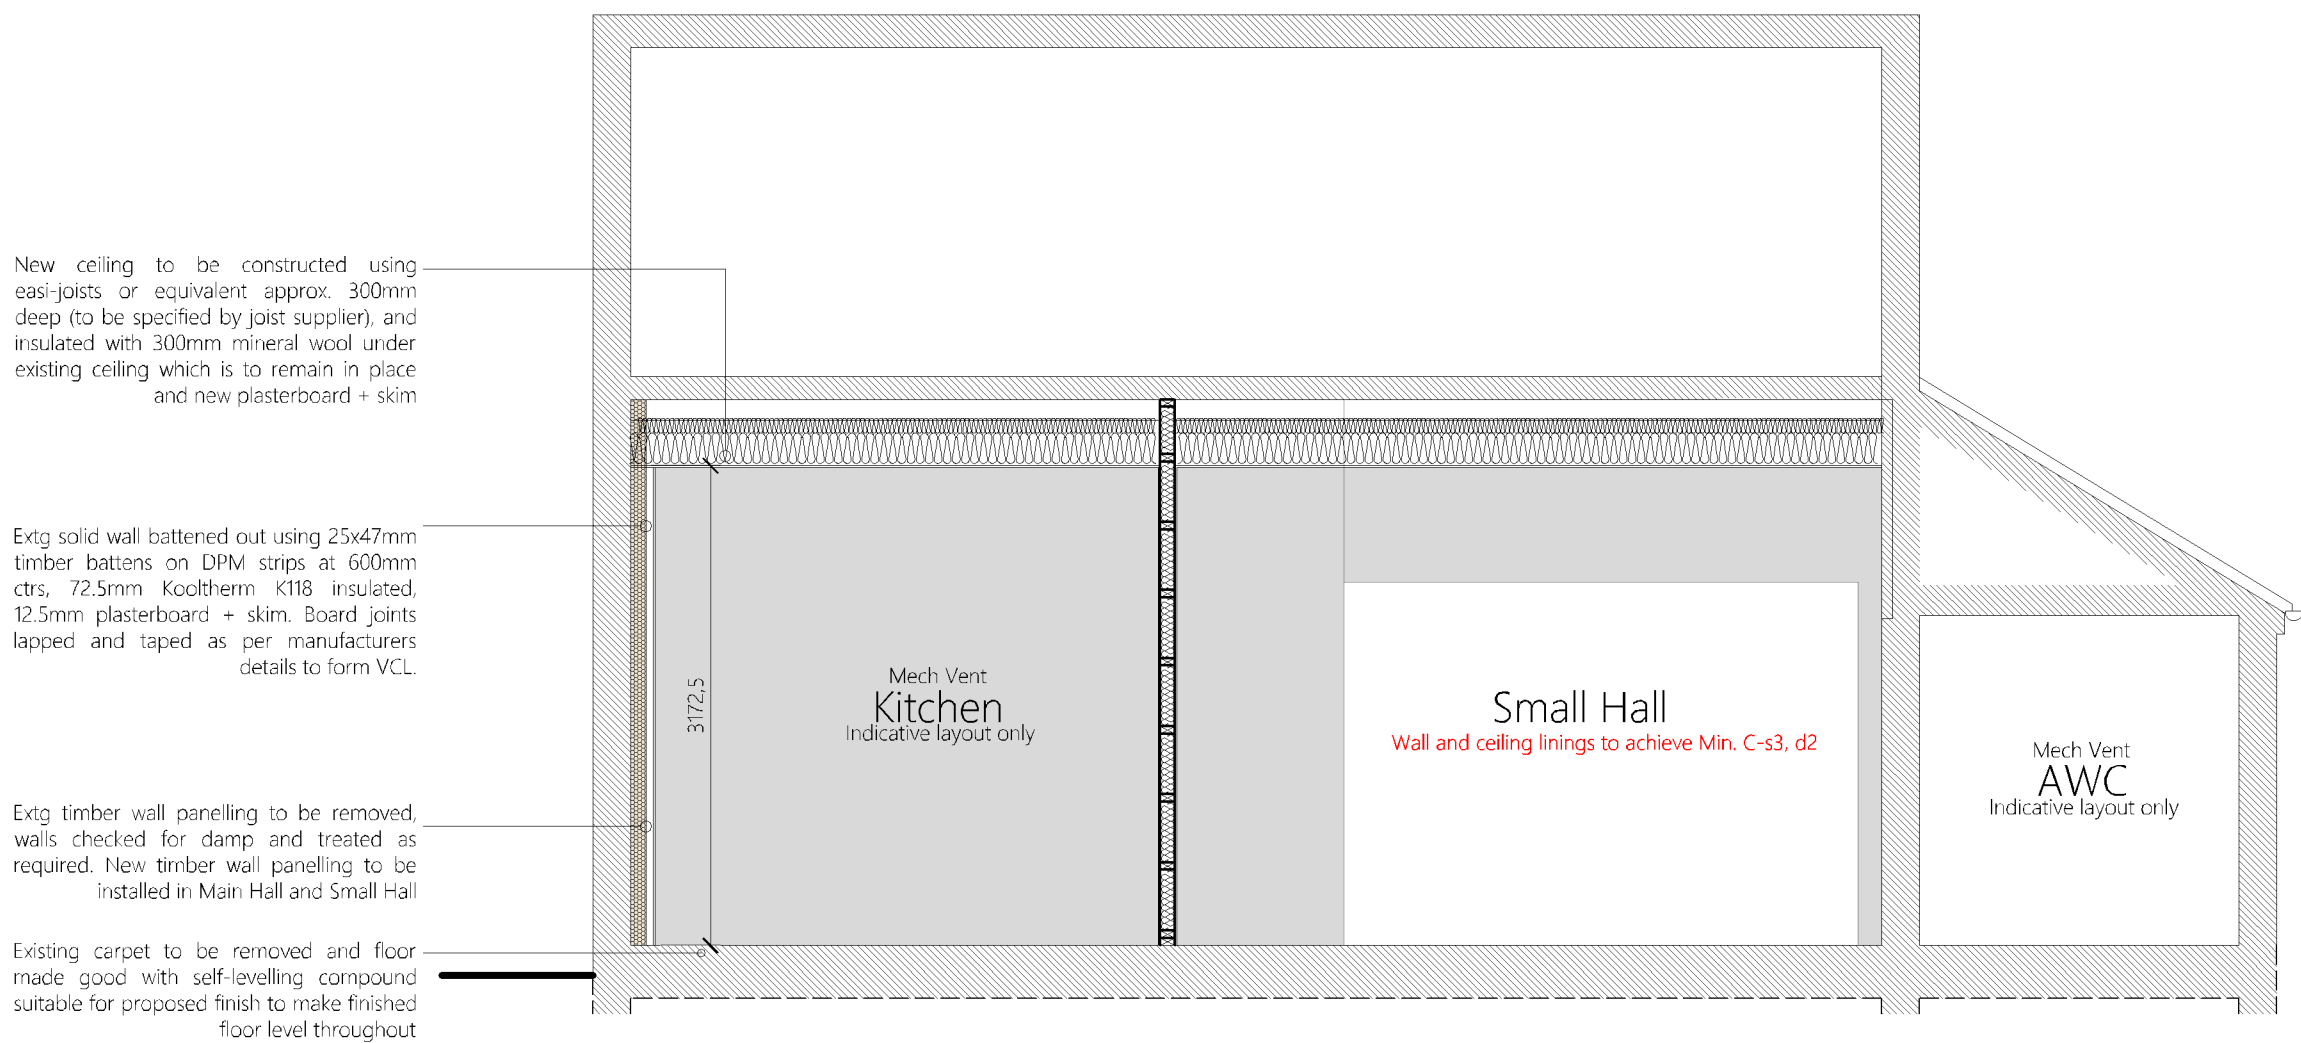 New ceiling to be constructed using
easi-joists or equivalent approx. 300mm
deep (to be specified by joist supplier), and
insulated with 300mm mineral wool under
existing ceiling which is to remain in place
and new plasterboard + skim
Extg solid wall battened out using 25x47mm
timber battens on DPM strips at 600mm
ctrs, 72.5mm Kooltherm K118 insulated,
12.5mm plasterboard + skim. Board joints
lapped and taped as per manufacturers
details to form VCL.
Extg timber wall panelling to be removed,
walls checked for damp and treated as
required. New timber wall panelling to be
installed in Main Hall and Small Hall
Existing carpet to be removed and floor
made good with self-levelling compound
suitable for proposed finish to make finished
floor level throughout
3172,5
Mech Vent
Kitchen
Indicative layout only
Small Hall
Wall and ceiling linings to achieve Min. C-s3, d2
Mech Vent
AWC
Indicative layout only